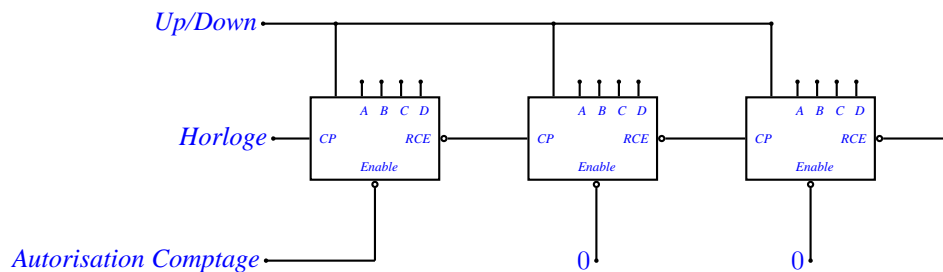 Up/Down
A B C D
A B C D
A B C D
Horloge
CP RCE
CP RCE
CP RCE
Enable
Enable
Enable
Autorisation Comptage
0
0